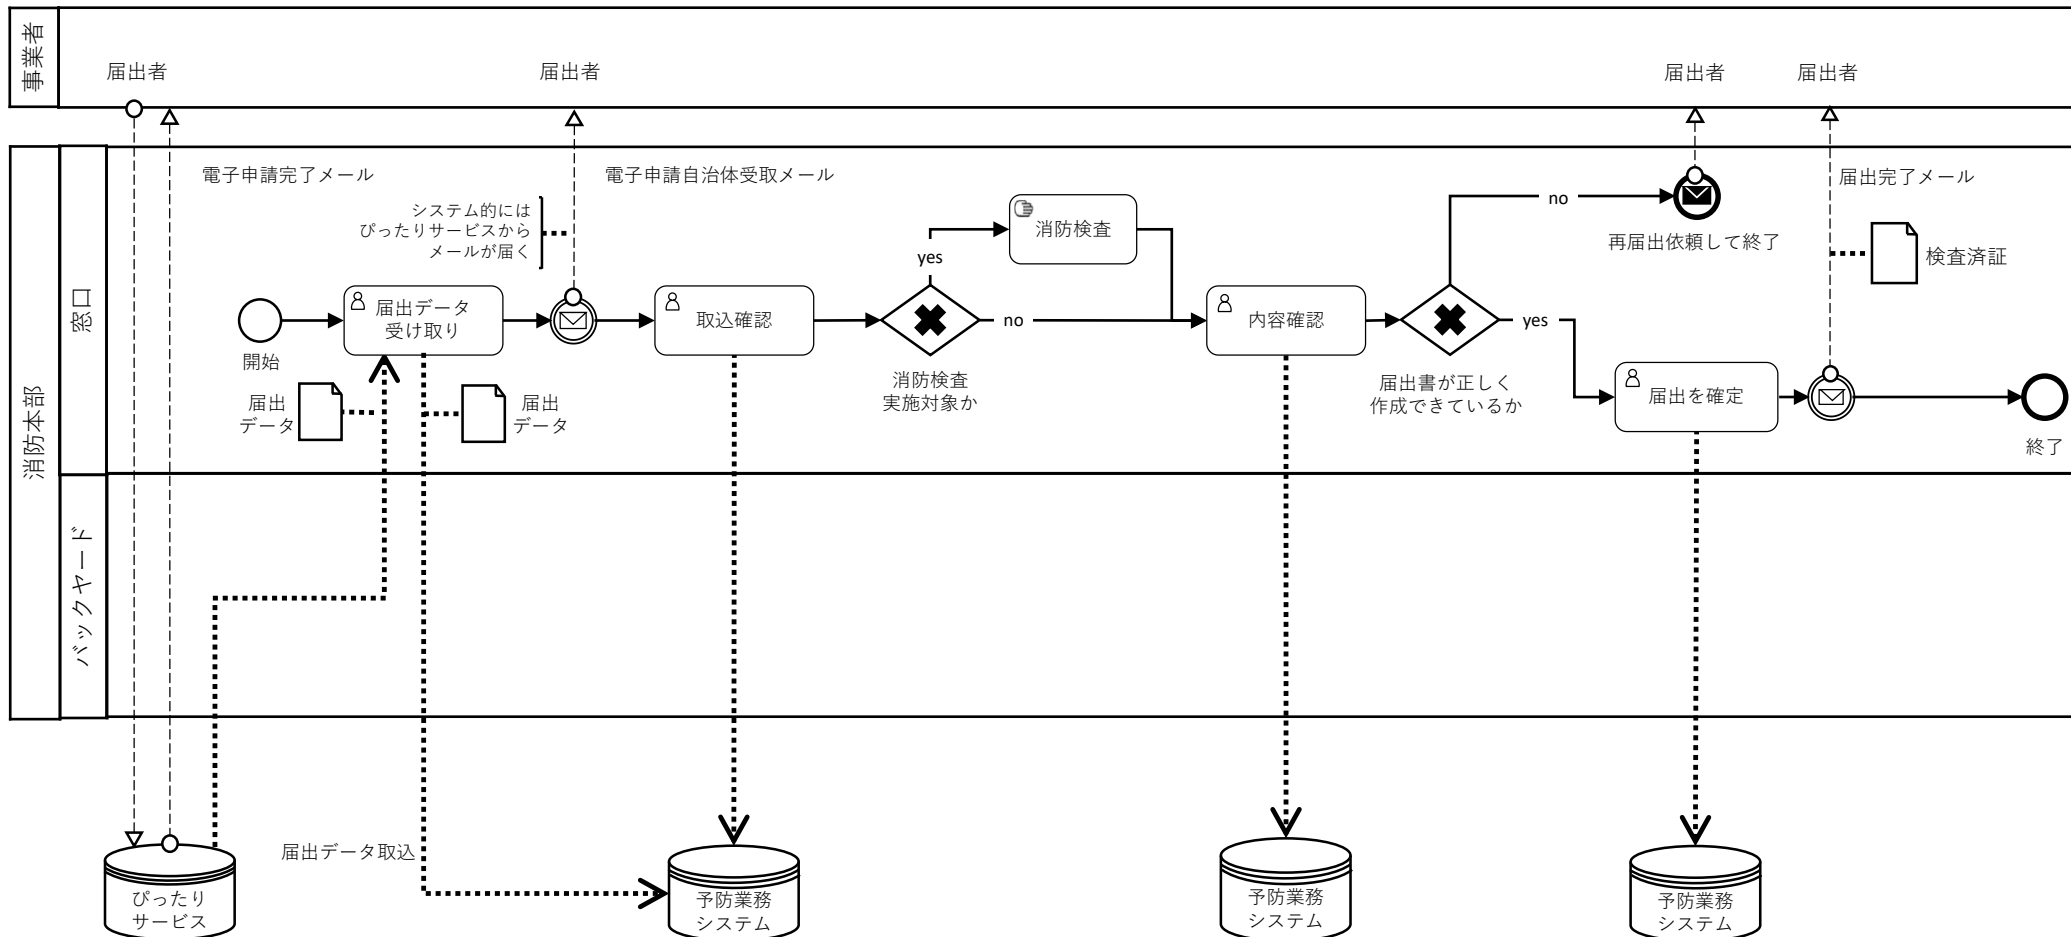 事業者
届出者
届出者
届出者
届出者
消防本部
窓口
バックヤード
電子申請完了メール
システム的には
ぴったりサービスから
メールが届く
電子申請自治体受取メール
開始
届出データ
受け取り
届出
データ
届出
データ
取込確認
消防検査
実施対象か
yes
no
消防検査
内容確認
届出書が正しく
作成できているか
no
再届出依頼して終了
yes
届出を確定
届出完了メール
検査済証
終了
ぴったり
サービス
届出データ取込
予防業務
システム
予防業務
システム
予防業務
システム